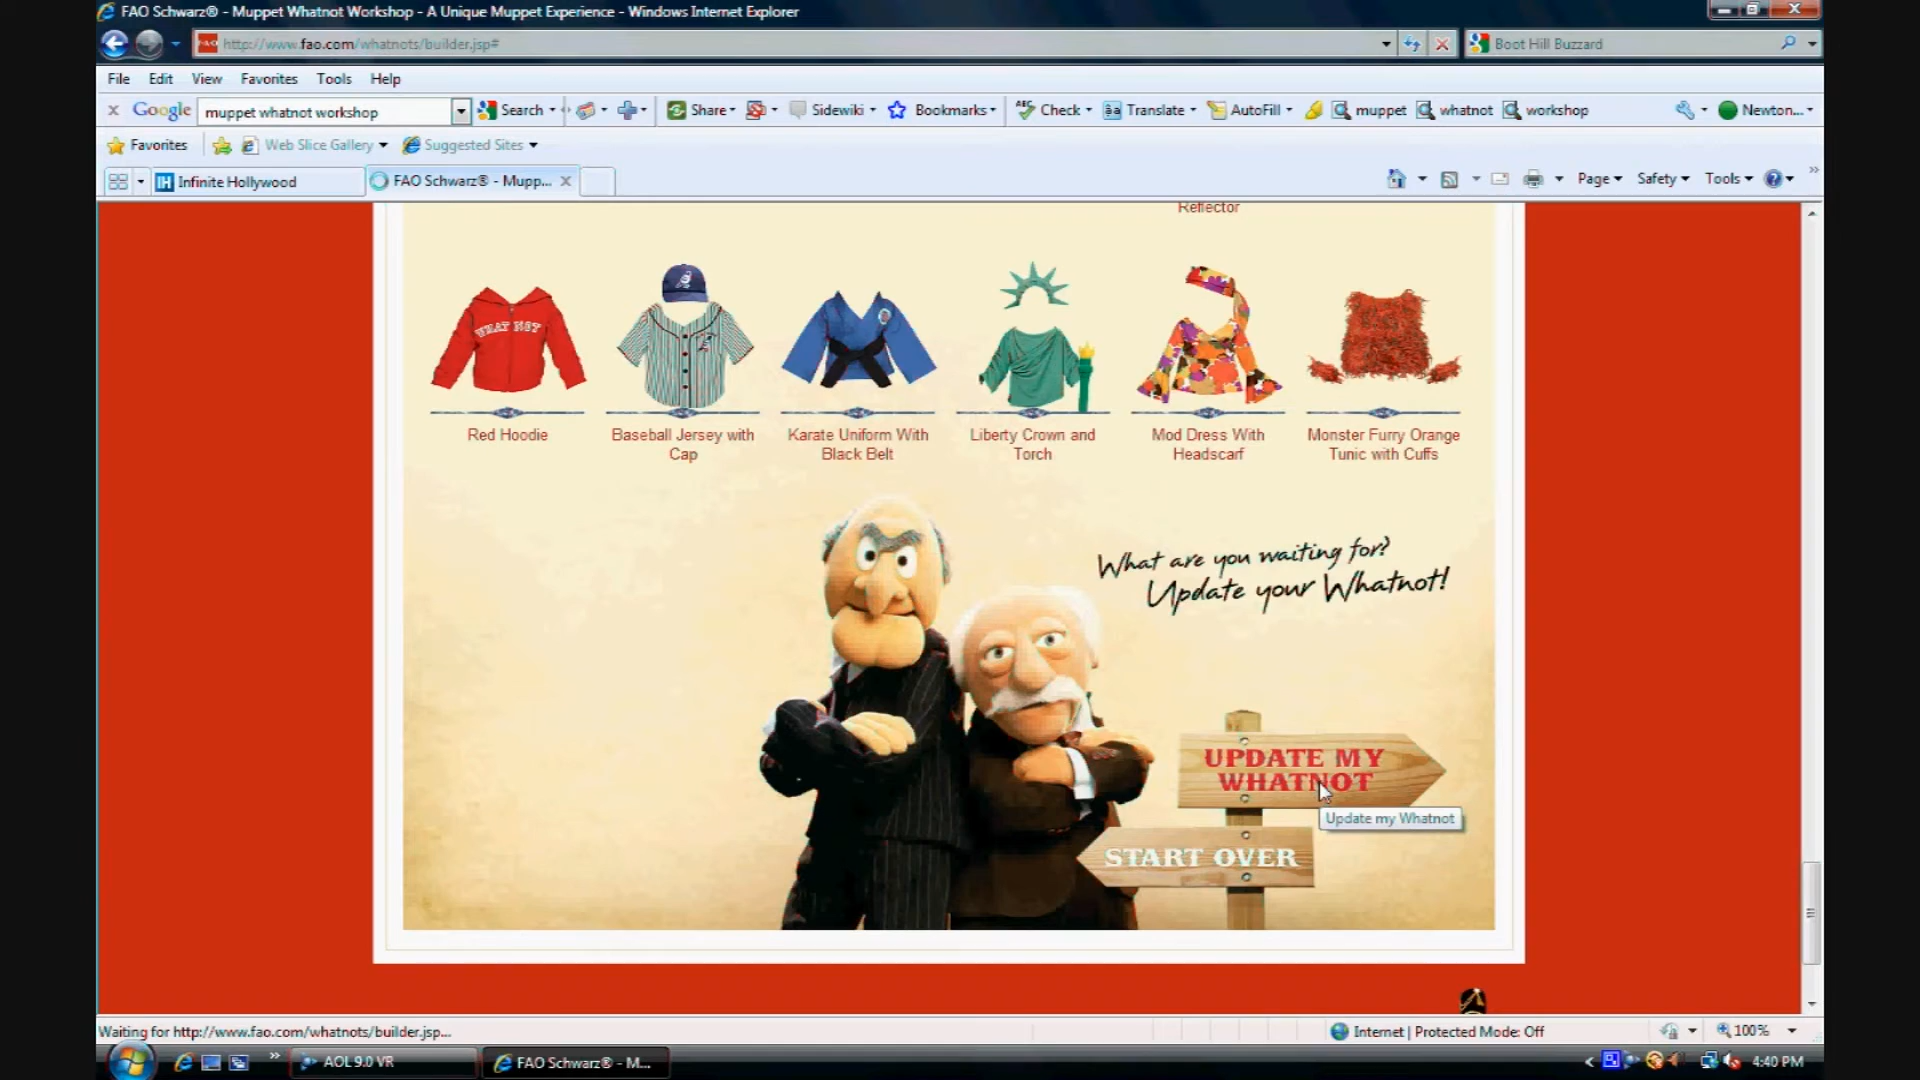 FAO Schwarz® - Muppet Whatnot Workshop - A Unique Muppet Experience - Windows Internet Explorer
http://www.fao.com/whatnots/builder.jsp#
Boot Hill Buzzard
File Edit View Favorites Tools Help
x Google muppet whatnot workshop Search Share Sidewiki Bookmarks Check Translate AutoFill muppet whatnot workshop Newton...
Favorites Web Slice Gallery Suggested Sites
IH Infinite Hollywood FAO Schwarz® - Mupp... Page Safety Tools
Reflector
WHAT NOT
Red Hoodie
Baseball Jersey with
Cap
Karate Uniform With
Black Belt
Liberty Crown and
Torch
Mod Dress With
Headscarf
Monster Furry Orange
Tunic with Cuffs
What are you waiting for?
Update your Whatnot!
UPDATE MY
WHATNOT
Update my Whatnot
START OVER
Waiting for http://www.fao.com/whatnots/builder.jsp...
Internet | Protected Mode: Off
100%
AOL 9.0 VR
FAO Schwarz® - M...
4:40 PM